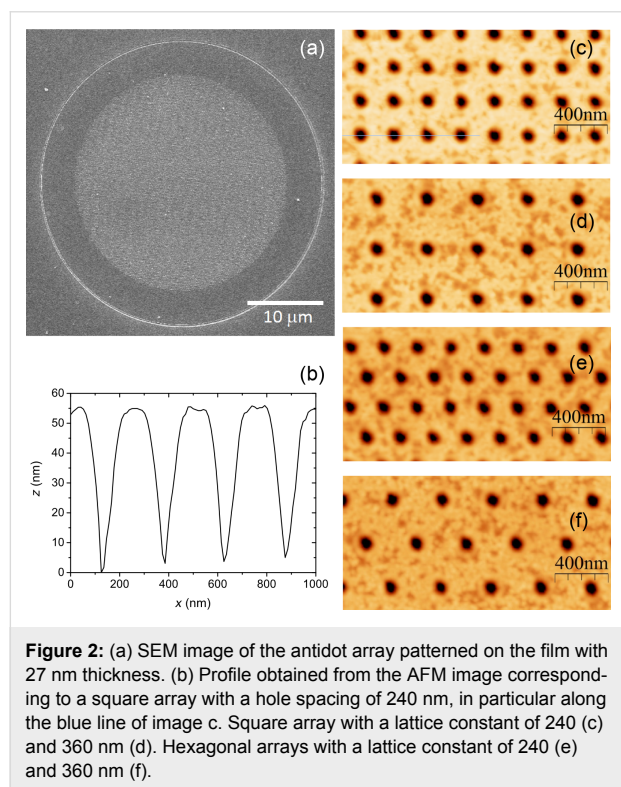 (a)
10 μm
(b)
60
50
40
30
20
10
0
z (nm)
0 200 400 600 800 1000
x (nm)
(c)
400nm
(d)
400nm
(e)
400nm
(f)
400nm
Figure 2: (a) SEM image of the antidot array patterned on the film with
27 nm thickness. (b) Profile obtained from the AFM image correspond-
ing to a square array with a hole spacing of 240 nm, in particular along
the blue line of image c. Square array with a lattice constant of 240 (c)
and 360 nm (d). Hexagonal arrays with a lattice constant of 240 (e)
and 360 nm (f).